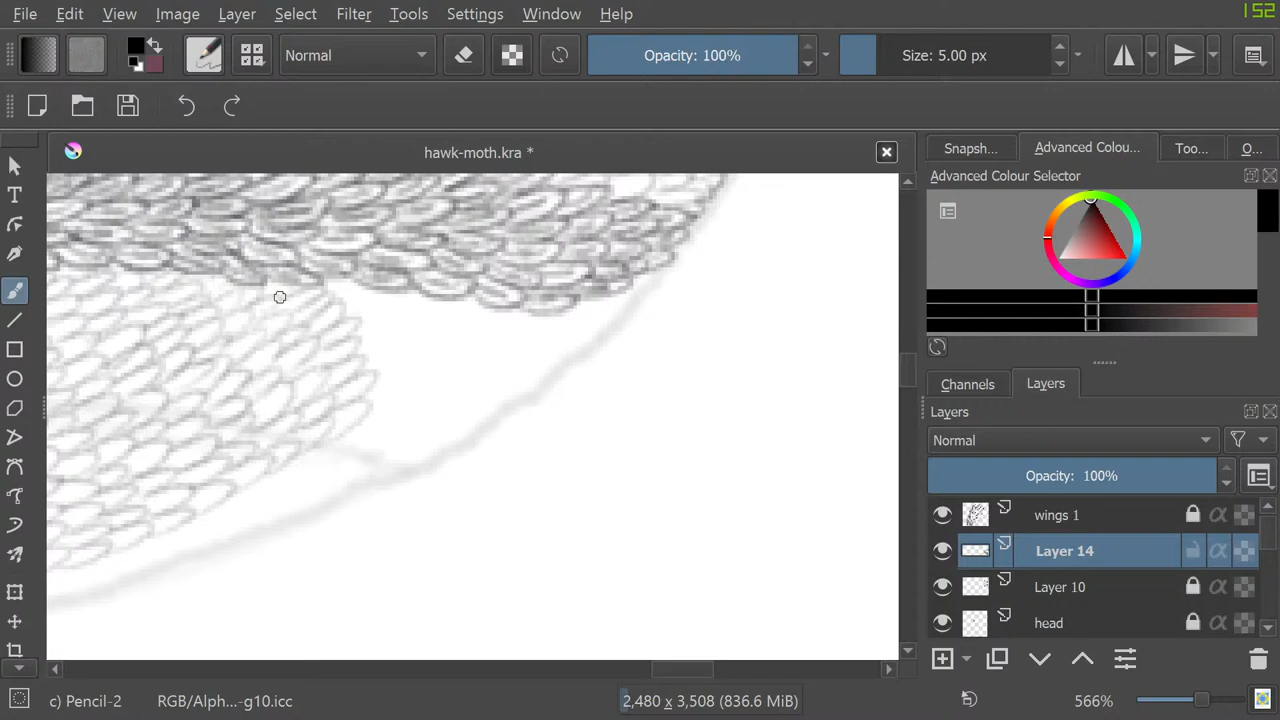 File Edit View Image Layer Select Filter Tools Settings Window Help
152
Normal
Opacity: 100%
Size: 5.00 px
hawk-moth.kra *
Snapsh... Advanced Colou... Too... O...
Advanced Colour Selector
Channels Layers
Layers
Normal
Opacity: 100%
wings 1
Layer 14
Layer 10
head
c) Pencil-2 RGB/Alph...-g10.icc 2,480 x 3,508 (836.6 MiB) 566%